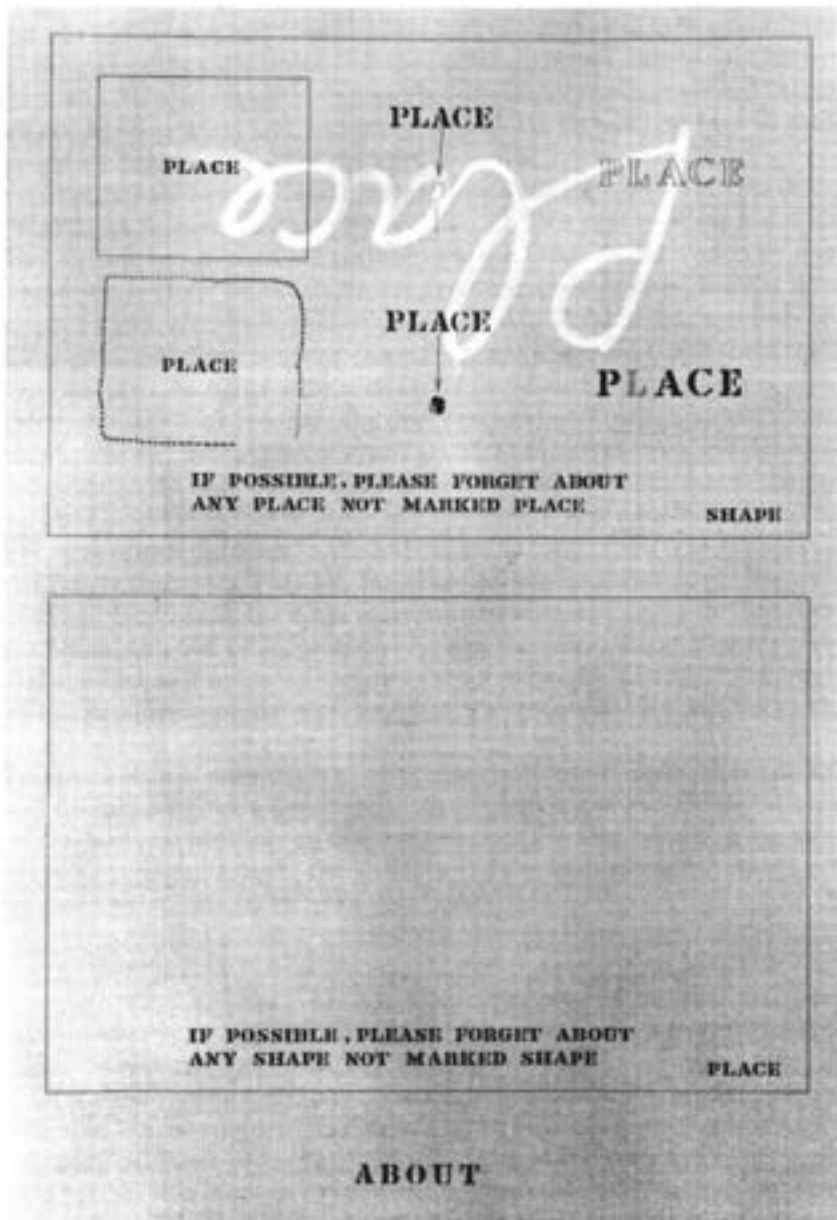 PLACE
PLACE
PLACE
Place
PLACE
PLACE
PLACE
IF POSSIBLE, PLEASE FORGET ABOUT
ANY PLACE NOT MARKED PLACE
SHAPE
IF POSSIBLE, PLEASE FORGET ABOUT
ANY SHAPE NOT MARKED SHAPE
PLACE
ABOUT